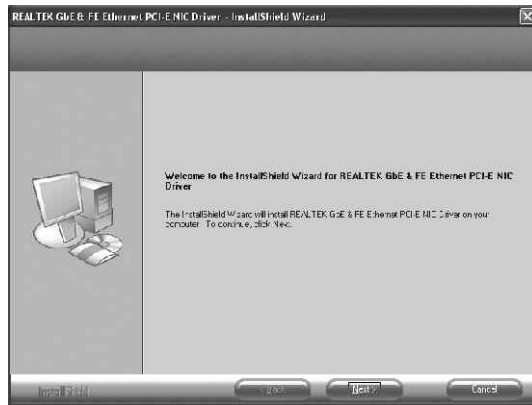 REALTEK GbE & FE Ethernet PCI-E NIC Driver - InstallShield Wizard
Welcome to the InstallShield Wizard for REALTEK GbE & FE Ethernet PCI-E NIC
Driver
The InstallShield Wizard will install REALTEK GbE & FE Ethernet PCI-E NIC Driver on your
computer. To continue, click Next.
InstallShield
< Back
Next >
Cancel